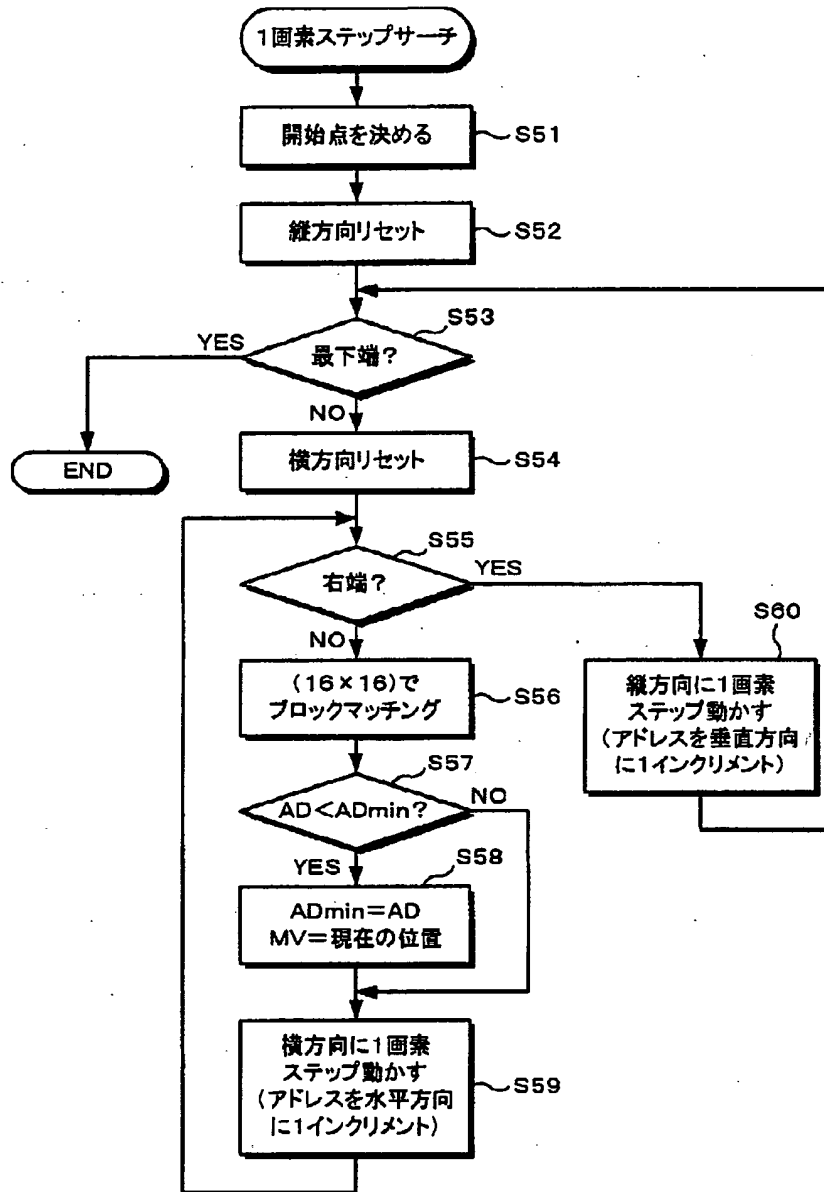 1画素ステップサーチ
開始点を決める
S51
縦方向リセット
S52
S53
YES
最下端?
NO
END
横方向リセット
S54
S55
右端?
YES
NO
S60
(16×16)で
ブロックマッチング
S56
縦方向に1画素
ステップ動かす
(アドレスを垂直方向
に1インクリメント)
S57
AD<ADmin?
NO
YES
S58
ADmin=AD
MV=現在の位置
横方向に1画素
ステップ動かす
(アドレスを水平方向
に1インクリメント)
S59